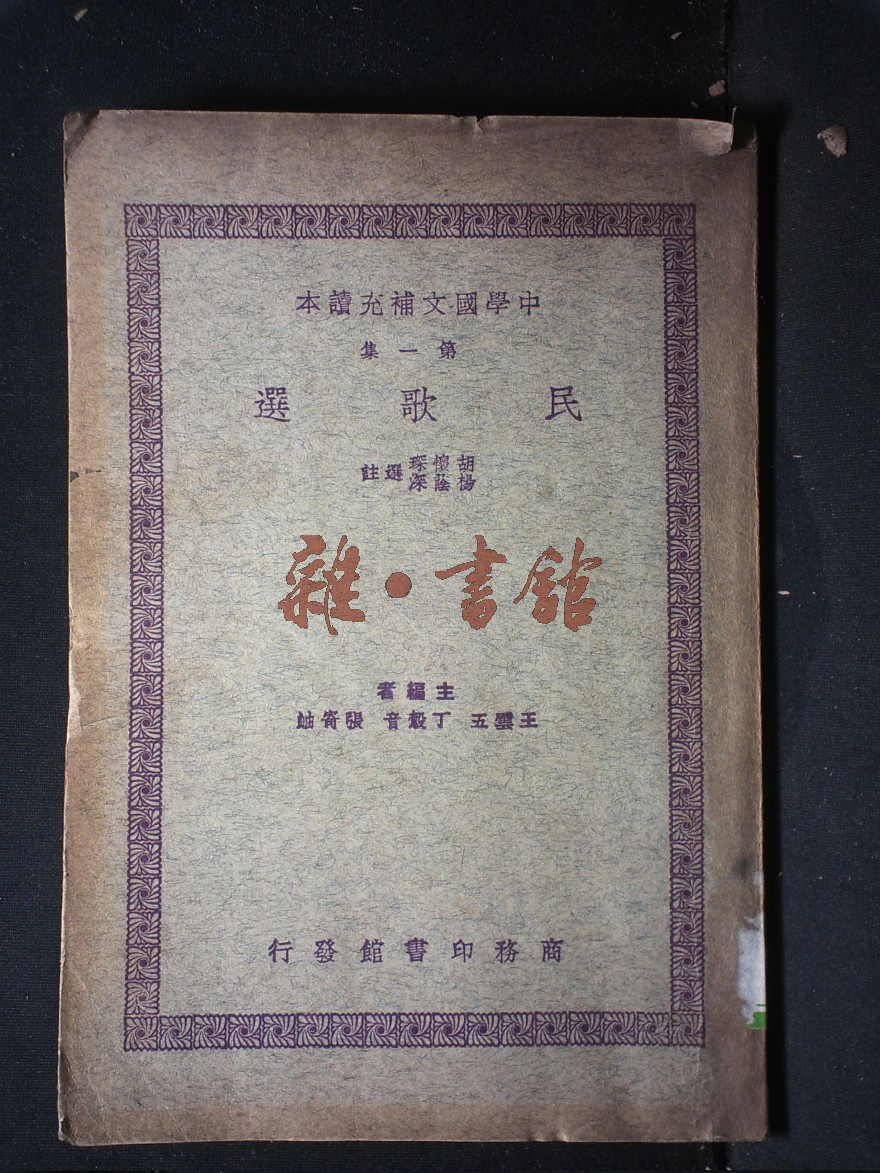 中學國文補充讀本
第一集
民歌選
胡懷琛
楊蔭深
選註
雜·書館
主編者
王雲五 丁㲄音 張寄岫
商務印書館發行